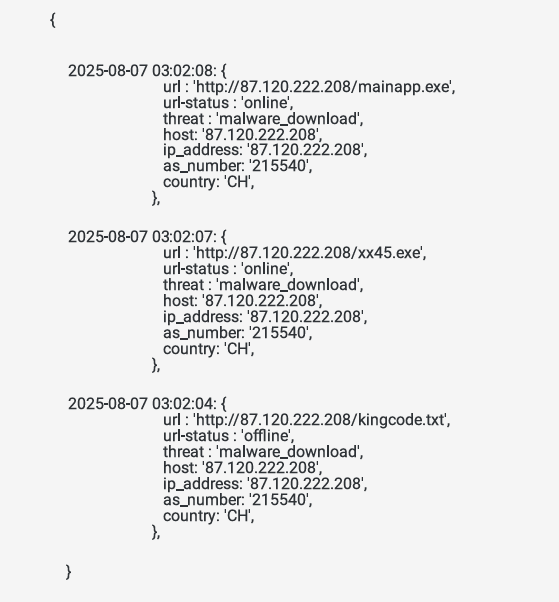 {
2025-08-07 03:02:08: {
url : 'http://87.120.222.208/mainapp.exe',
url-status : 'online',
threat : 'malware_download',
host: '87.120.222.208',
ip_address: '87.120.222.208',
as_number: '215540',
country: 'CH',
},
2025-08-07 03:02:07: {
url : 'http://87.120.222.208/xx45.exe',
url-status : 'online',
threat : 'malware_download',
host: '87.120.222.208',
ip_address: '87.120.222.208',
as_number: '215540',
country: 'CH',
},
2025-08-07 03:02:04: {
url : 'http://87.120.222.208/kingcode.txt',
url-status : 'offline',
threat : 'malware_download',
host: '87.120.222.208',
ip_address: '87.120.222.208',
as_number: '215540',
country: 'CH',
},
}